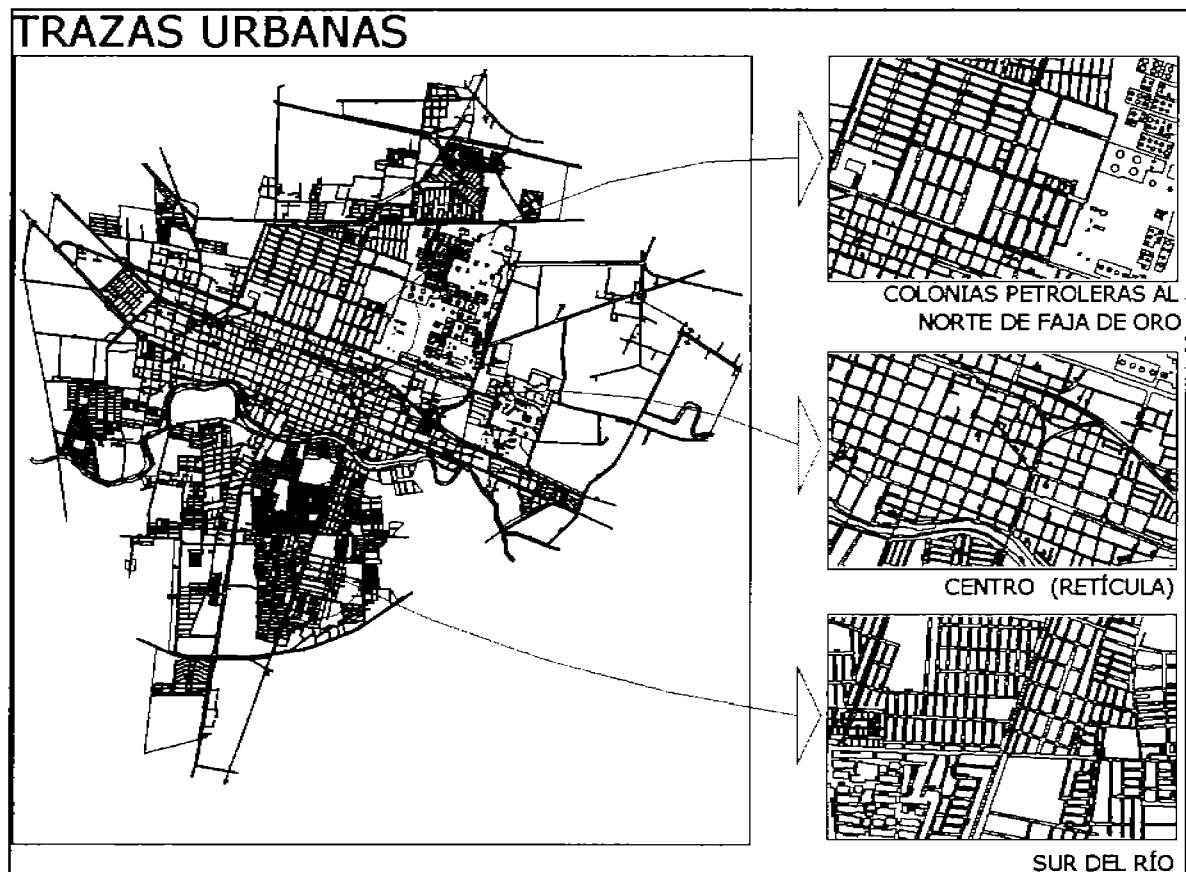 TRAZAS URBANAS
COLONIAS PETROLERAS AL
NORTE DE FAJA DE ORO
CENTRO (RETÍCULA)
SUR DEL RÍO